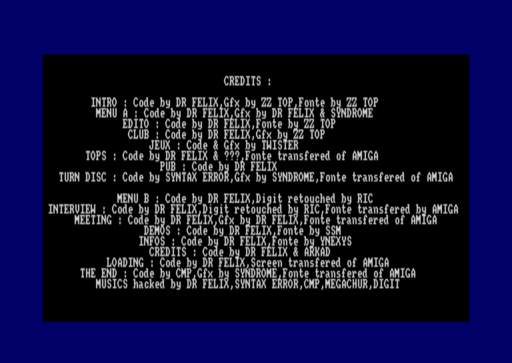 CREDITS :
INTRO : Code by DR FELIX,Gfx by ZZ TOP,Fonte by ZZ TOP
MENU A : Code by DR FELIX,Gfx by DR FELIX & SYNDROME
EDITO : Code by DR FELIX,Fonte by ZZ TOP
CLUB : Code by DR FELIX,Gfx by ZZ TOP
JEUX : Code & Gfx by TWISTER
TOPS : Code by DR FELIX & ???,Fonte transfered of AMIGA
PUB : Code by DR FELIX
TURN DISC : Code by SYNTAX ERROR,Gfx by SYNDROME,Fonte transfered of AMIGA
MENU B : Code by DR FELIX,Digit retouched by RIC
INTERVIEW : Code by DR FELIX,Digit retouched by RIC,Fonte transfered by AMIGA
MEETING : Code by DR FELIX,Gfx by DR FELIX,Fonte transfered of AMIGA
DEMOS : Code by DR FELIX,Fonte by SSM
INFOS : Code by DR FELIX,Fonte by YNEXYS
CREDITS : Code by DR FELIX & ARKAD
LOADING : Code by DR FELIX,Screen transfered of AMIGA
THE END : Code by CMP,Gfx by SYNDROME,Fonte transfered of AMIGA
MUSICS hacked by DR FELIX,SYNTAX ERROR,CMP,MEGACHUR,DIGIT